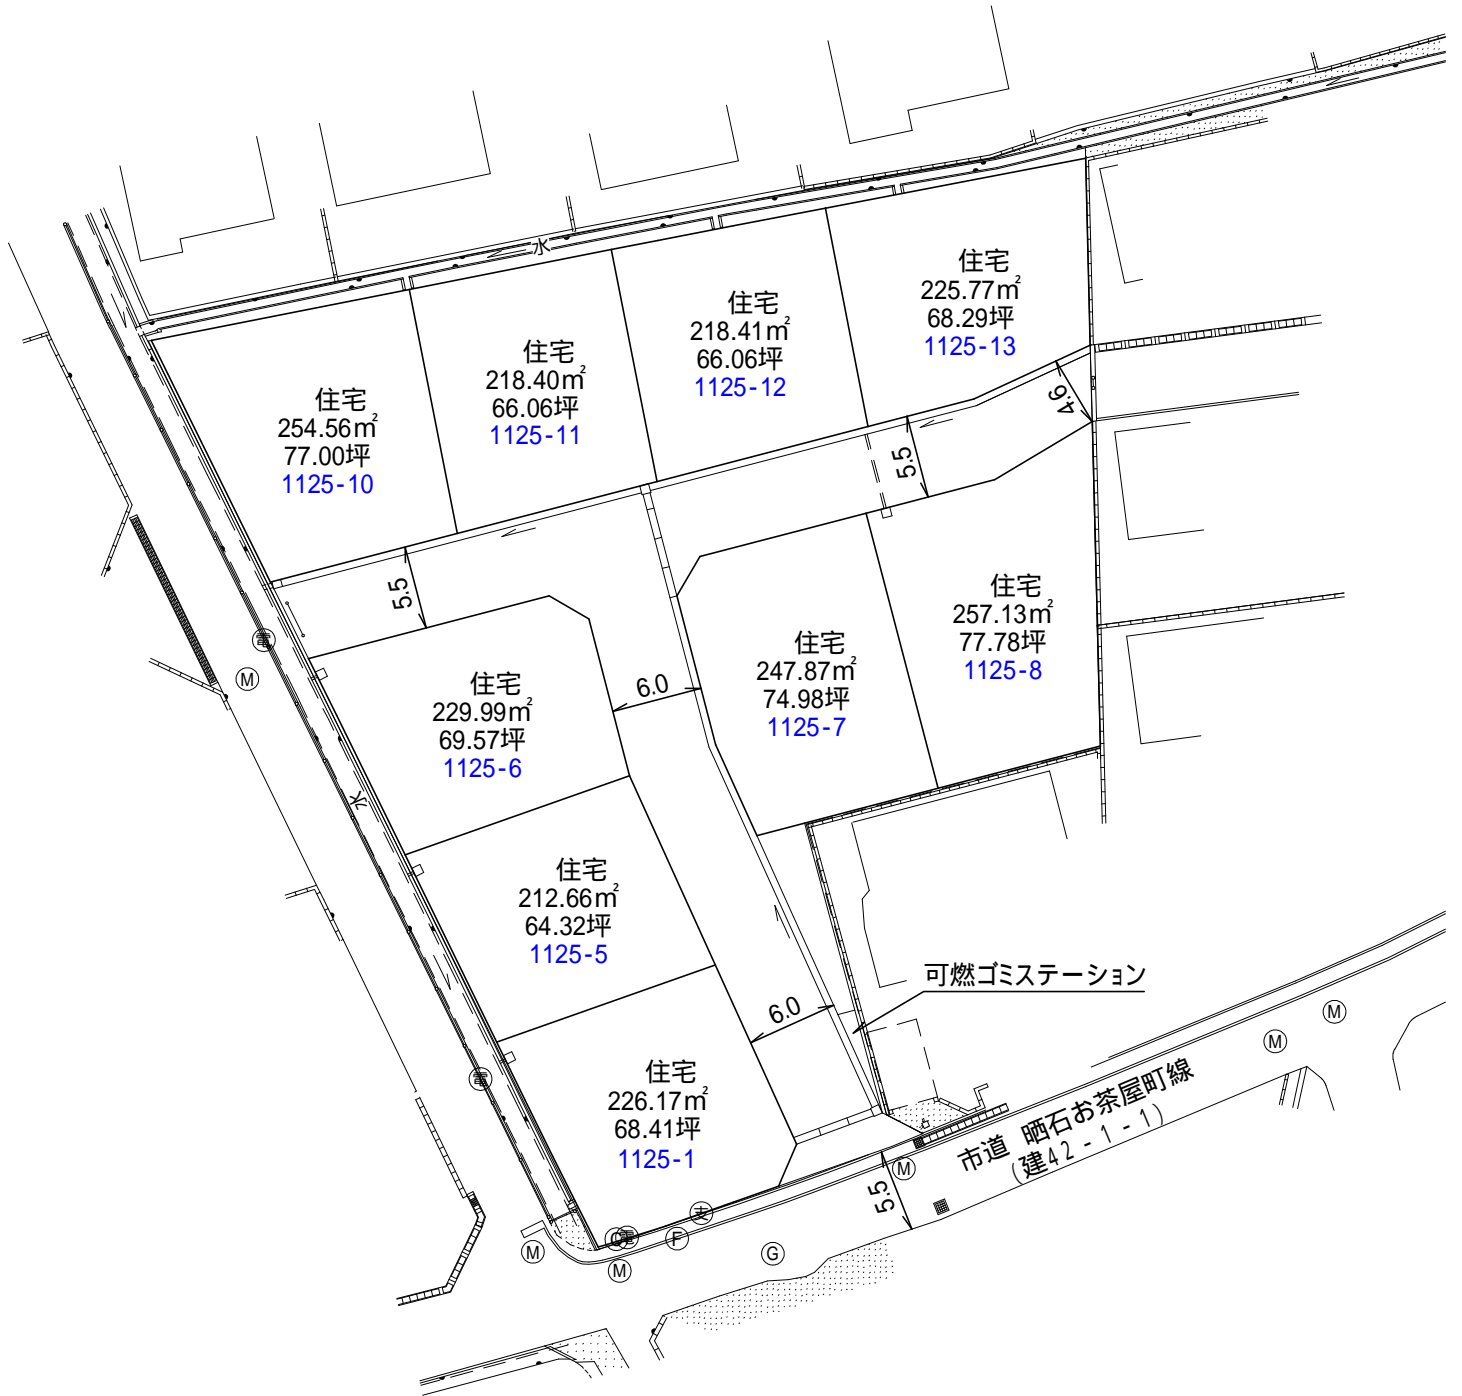 水
住宅
225.77㎡
68.29坪
1125-13
住宅
218.41㎡
66.06坪
1125-12
住宅
218.40㎡
66.06坪
1125-11
住宅
254.56㎡
77.00坪
1125-10
4.6
5.5
5.5
住宅
257.13㎡
77.78坪
1125-8
住宅
247.87㎡
74.98坪
1125-7
電
M
住宅
229.99㎡
69.57坪
1125-6
6.0
水
住宅
212.66㎡
64.32坪
1125-5
可燃ゴミステーション
6.0
M
M
電
住宅
226.17㎡
68.41坪
1125-1
市道 晒石お茶屋町線
(建42-1-1)
M
5.5
支
電
F
M
G
M